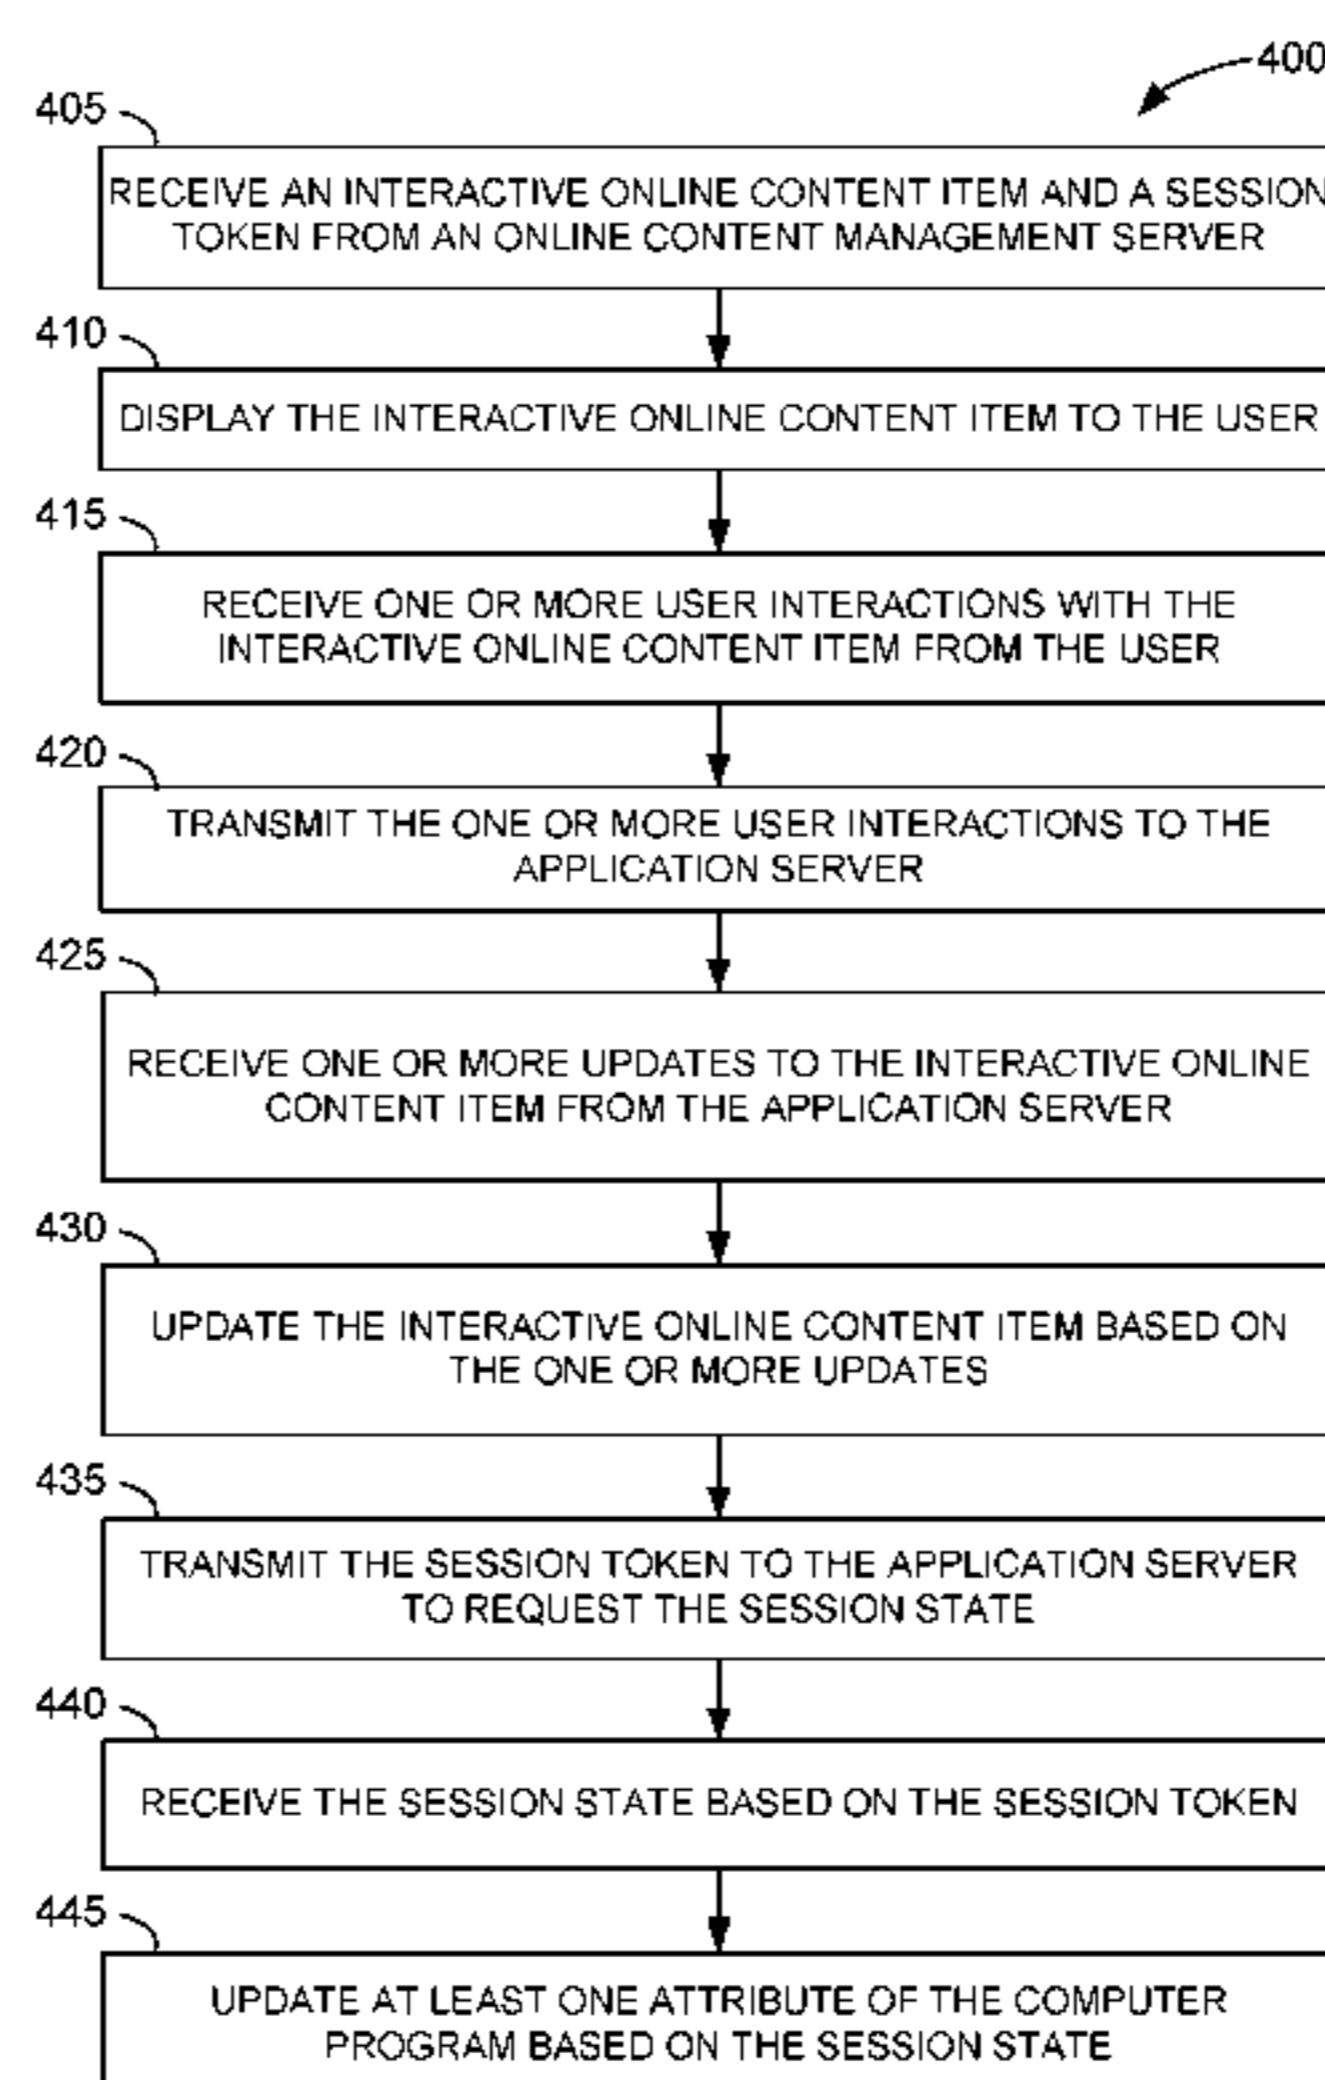 400
405
RECEIVE AN INTERACTIVE ONLINE CONTENT ITEM AND A SESSION
TOKEN FROM AN ONLINE CONTENT MANAGEMENT SERVER
410
DISPLAY THE INTERACTIVE ONLINE CONTENT ITEM TO THE USER
415
RECEIVE ONE OR MORE USER INTERACTIONS WITH THE
INTERACTIVE ONLINE CONTENT ITEM FROM THE USER
420
TRANSMIT THE ONE OR MORE USER INTERACTIONS TO THE
APPLICATION SERVER
425
RECEIVE ONE OR MORE UPDATES TO THE INTERACTIVE ONLINE
CONTENT ITEM FROM THE APPLICATION SERVER
430
UPDATE THE INTERACTIVE ONLINE CONTENT ITEM BASED ON
THE ONE OR MORE UPDATES
435
TRANSMIT THE SESSION TOKEN TO THE APPLICATION SERVER
TO REQUEST THE SESSION STATE
440
RECEIVE THE SESSION STATE BASED ON THE SESSION TOKEN
445
UPDATE AT LEAST ONE ATTRIBUTE OF THE COMPUTER
PROGRAM BASED ON THE SESSION STATE